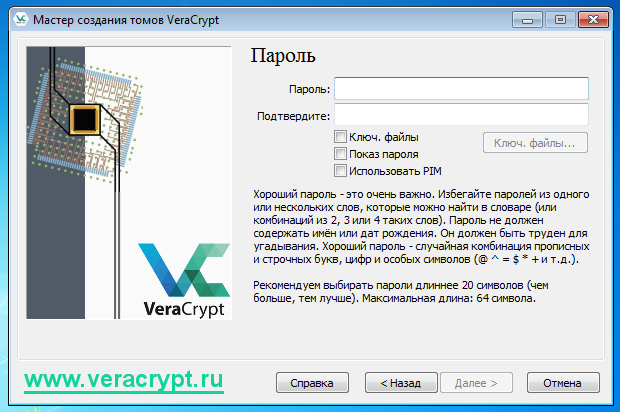 Мастер создания томов VeraCrypt
Пароль
Пароль:
Подтвердите:
Ключ. файлы
Ключ. файлы...
Показ пароля
Использовать PIM
Хороший пароль - это очень важно. Избегайте паролей из одного
или нескольких слов, которые можно найти в словаре (или
комбинаций из 2, 3 или 4 таких слов). Пароль не должен
содержать имён или дат рождения. Он должен быть труден для
угадывания. Хороший пароль - случайная комбинация прописных
и строчных букв, цифр и особых символов (@ ^ = $ * + и т.д.).
Рекомендуем выбирать пароли длиннее 20 символов (чем
больше, тем лучше). Максимальная длина: 64 символа.
VeraCrypt
www.veracrypt.ru
Справка
< Назад
Далее >
Отмена